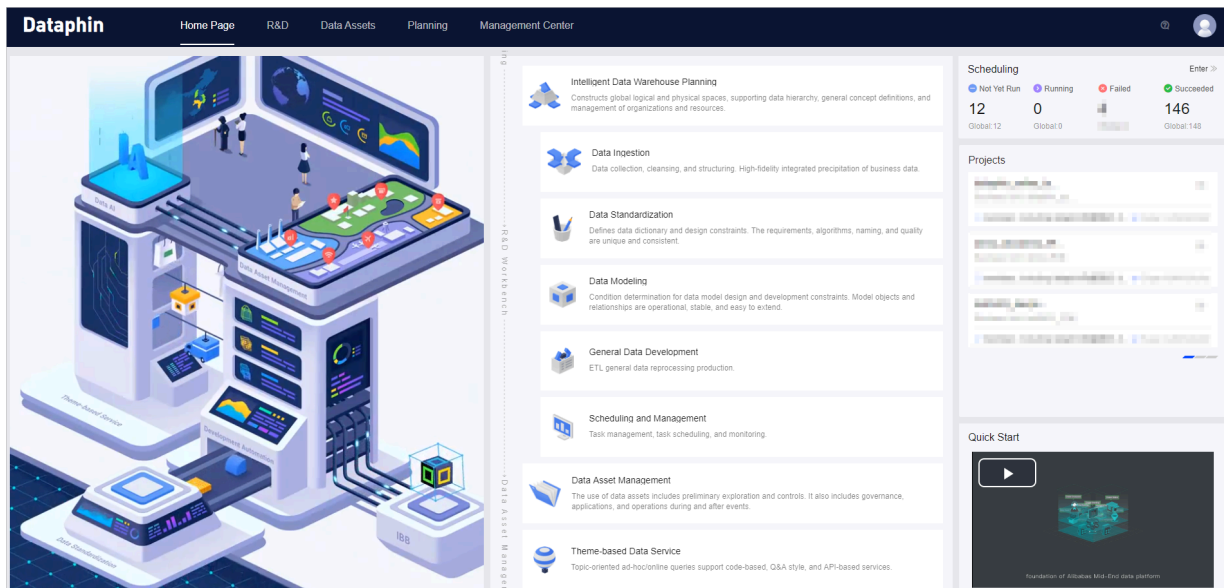 Dataphin
Home Page
R&D
Data Assets
Planning
Management Center
Data AI
Data Asset Management
Theme-based Service
Development Automation
Data Standardization
IBB
ing
R&D Workbench
Data Asset Manage
Intelligent Data Warehouse Planning
Constructs global logical and physical spaces, supporting data hierarchy, general concept definitions, and
management of organizations and resources.
Data Ingestion
Data collection, cleansing, and structuring. High-fidelity integrated precipitation of business data.
Data Standardization
Defines data dictionary and design constraints. The requirements, algorithms, naming, and quality
are unique and consistent.
Data Modeling
Condition determination for data model design and development constraints. Model objects and
relationships are operational, stable, and easy to extend.
General Data Development
ETL general data reprocessing production.
Scheduling and Management
Task management, task scheduling, and monitoring.
Data Asset Management
The use of data assets includes preliminary exploration and controls. It also includes governance,
applications, and operations during and after events.
Theme-based Data Service
Topic-oriented ad-hoc/online queries support code-based, Q&A style, and API-based services.
Scheduling
Enter
Not Yet Run
Running
Failed
Succeeded
12
0
146
Global:12
Global:0
Global:148
Projects
Quick Start
foundation of Alibabas Mid-End data platform